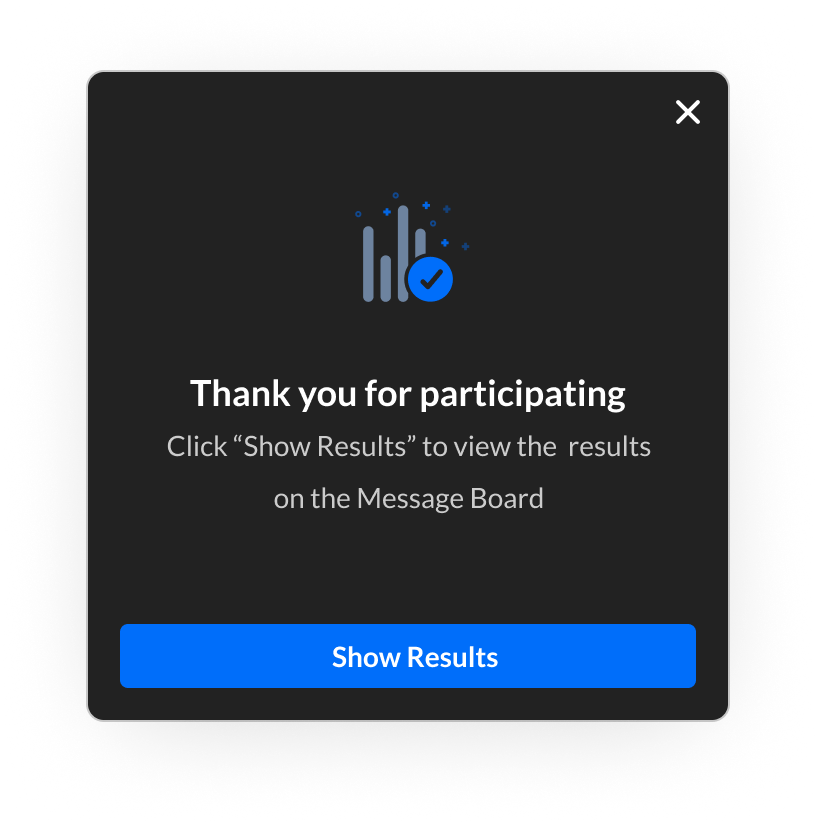 Thank you for participating
Click “Show Results” to view the  results
on the Message Board
Show Results